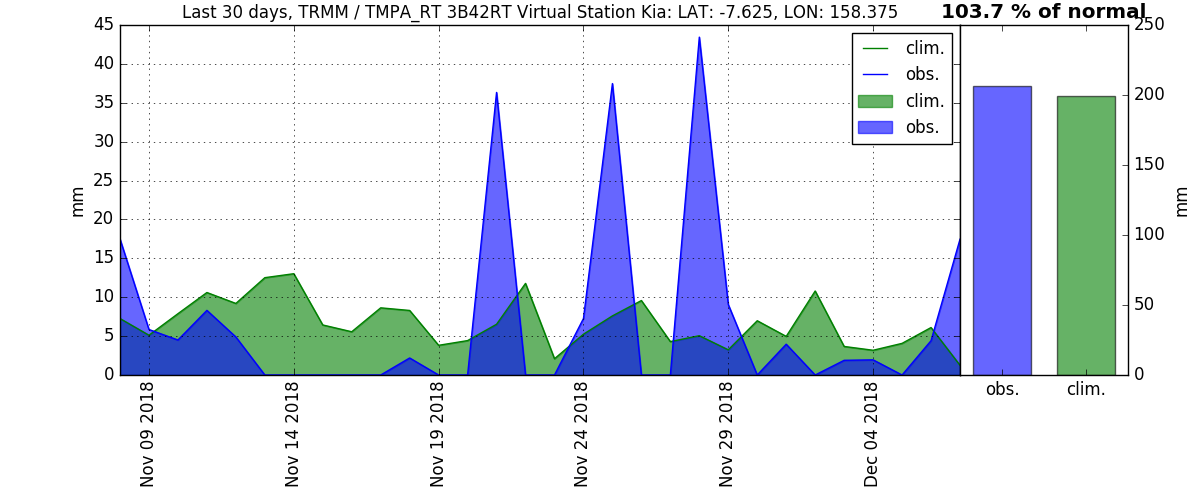 Last 30 days, TRMM / TMPA_RT 3B42RT Virtual Station Kia: LAT: -7.625, LON: 158.375
103.7 % of normal
45
40
35
30
25
20
15
10
5
0
mm
clim.
obs.
clim.
obs.
Nov 09 2018
Nov 14 2018
Nov 19 2018
Nov 24 2018
Nov 29 2018
Dec 04 2018
250
200
150
100
50
0
mm
obs.
clim.